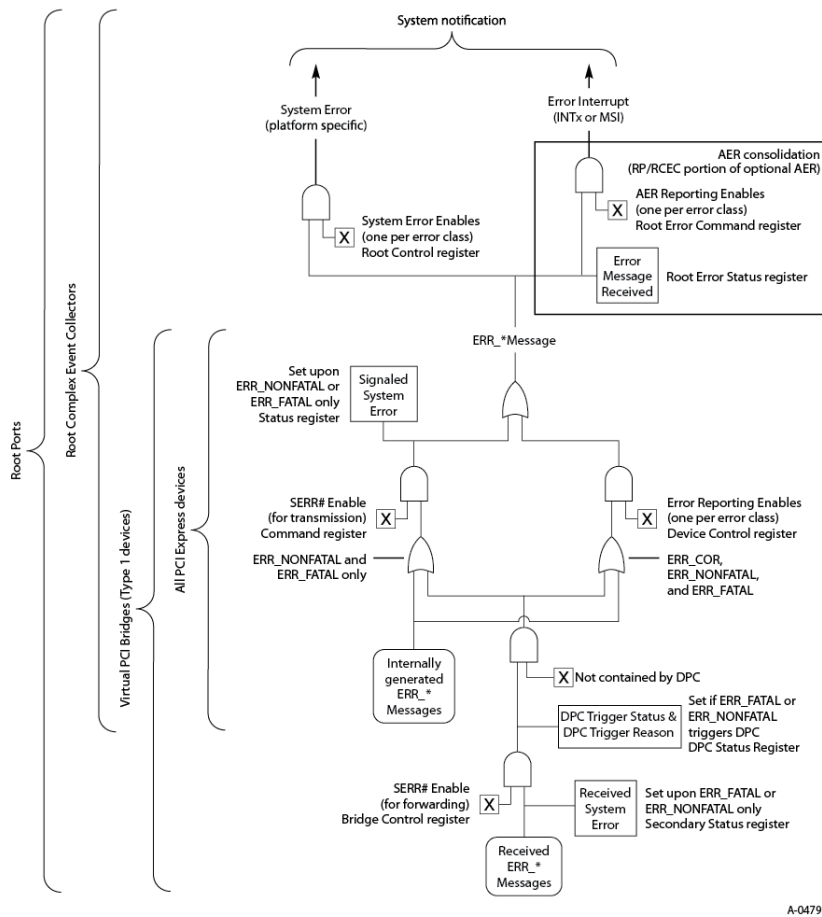 System notification
System Error
(platform specific)
Error Interrupt
(INTx or MSI)
AER consolidation
(RP/RCEC portion of optional AER)
X
System Error Enables
(one per error class)
Root Control register
X
AER Reporting Enables
(one per error class)
Root Error Command register
Error
Message
Received
Root Error Status register
ERR_*Message
Set upon
ERR_NONFATAL or
ERR_FATAL only
Status register
Signaled
System
Error
SERR# Enable
(for transmission)
Command register
X
X
Error Reporting Enables
(one per error class)
Device Control register
ERR_NONFATAL and
ERR_FATAL only
ERR_COR,
ERR_NONFATAL,
and ERR_FATAL
Internally
generated
ERR_*
Messages
X
Not contained by DPC
DPC Trigger Status &
DPC Trigger Reason
Set if ERR_FATAL or
ERR_NONFATAL
triggers DPC
DPC Status Register
SERR# Enable
(for forwarding)
Bridge Control register
X
Received
System
Error
Set upon ERR_FATAL or
ERR_NONFATAL only
Secondary Status register
Received
ERR_*
Messages
Root Ports
Root Complex Event Collectors
Virtual PCI Bridges (Type 1 devices)
All PCI Express devices
A-0479